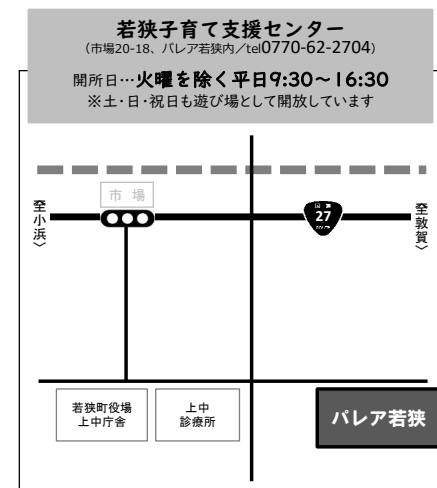 若狭子育て支援センター
（市場20-18、パレア若狭内／tel0770-62-2704）
開所日…火曜を除く平日9:30～16:30
※土・日・祝日も遊び場として開放しています
市 場
至小浜〉
国道
27
ROUTE
至敦賀〉
若狭町役場
上中庁舎
上中
診療所
パレア若狭